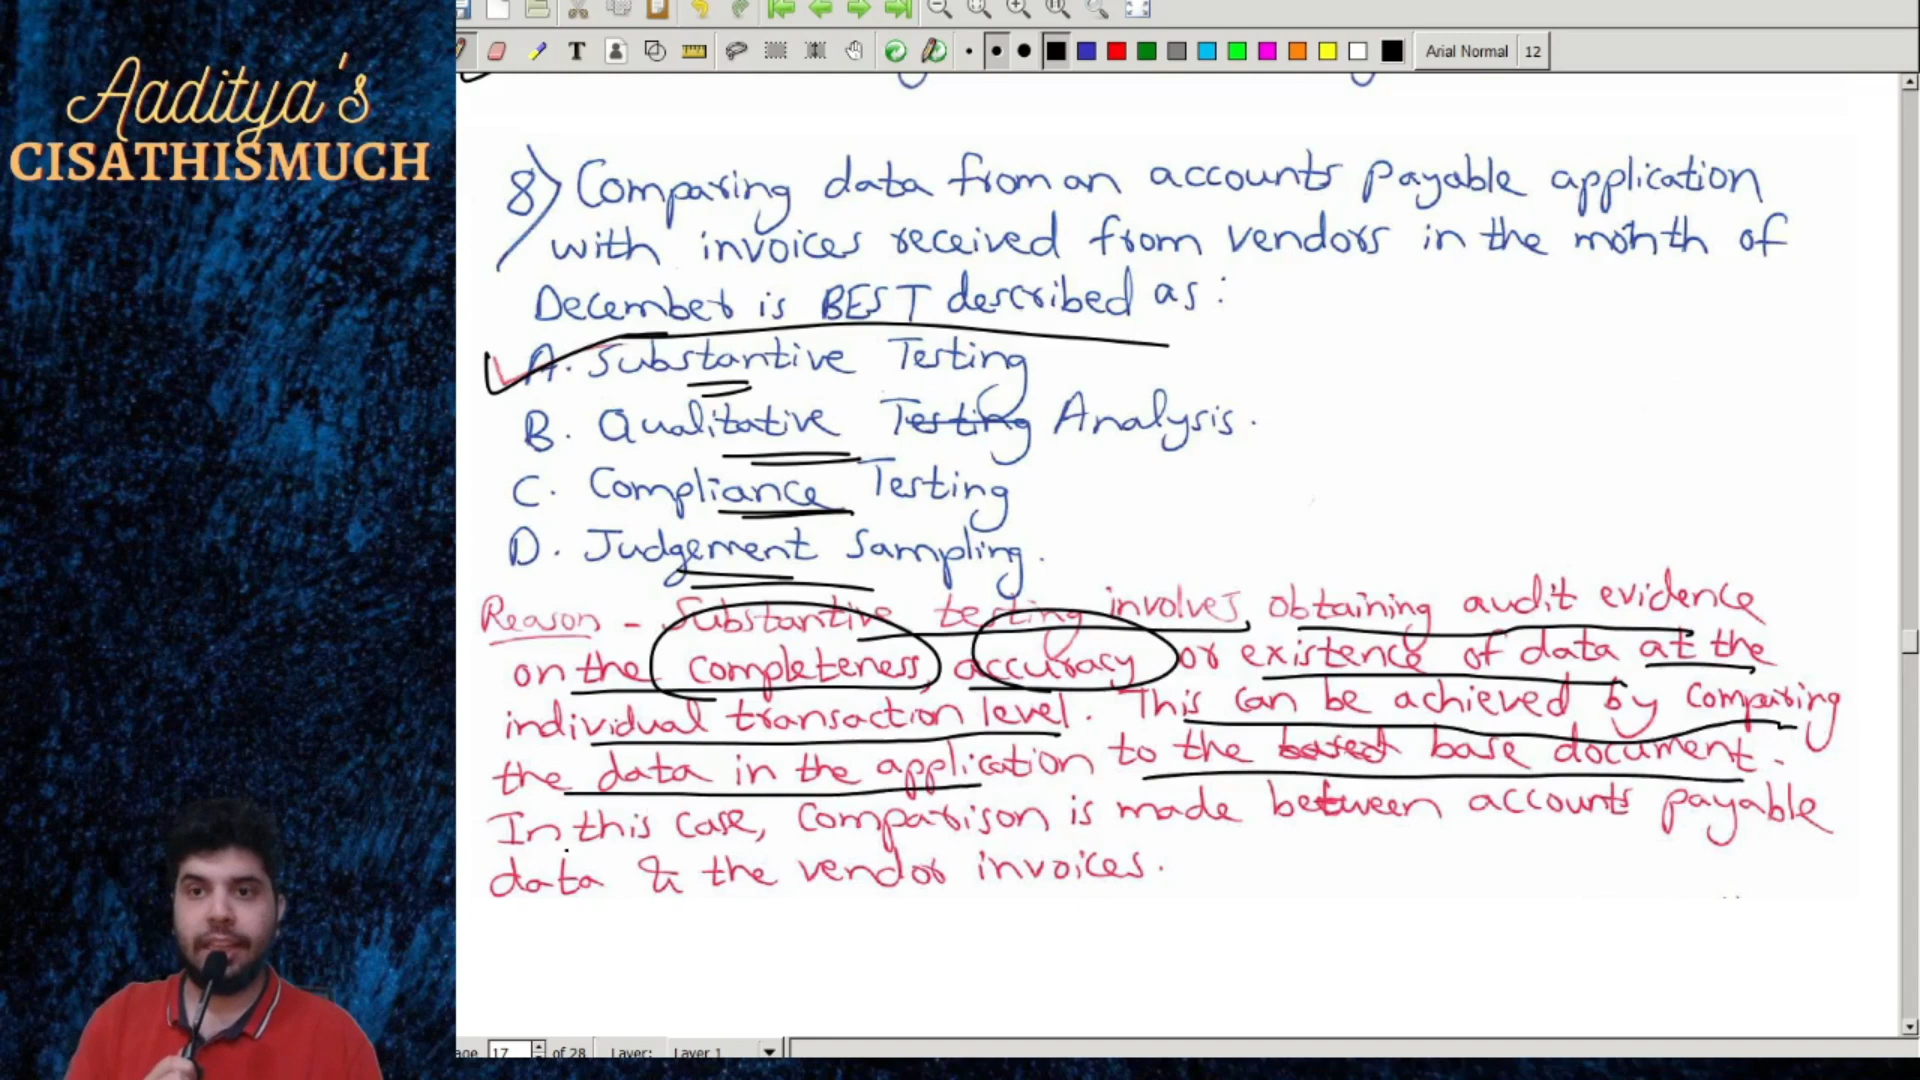 Aaditya's
CISATHISMUCH
T
Arial Normal 12
8) Comparing data from an accounts payable application
with invoices received from vendors in the month of
December is BEST described as:
A. Substantive Testing
B. Qualitative Testing Analysis.
C. Compliance Testing
D. Judgement Sampling.
Reason - Substantive testing involves obtaining audit evidence
on the completeness, accuracy or existence of data at the
individual transaction level. This can be achieved by comparing
the data in the application to the based base document.
In this case, comparison is made between accounts payable
data & the vendor invoices.
age 17 of 28 Layer: Layer 1